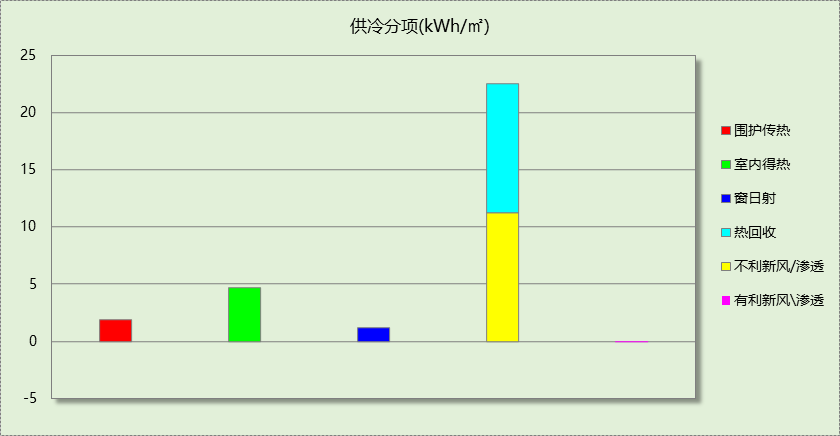 供冷分项(kWh/㎡)
25
20
15
10
5
0
-5
围护传热
室内得热
窗日射
热回收
不利新风/渗透
有利新风\渗透